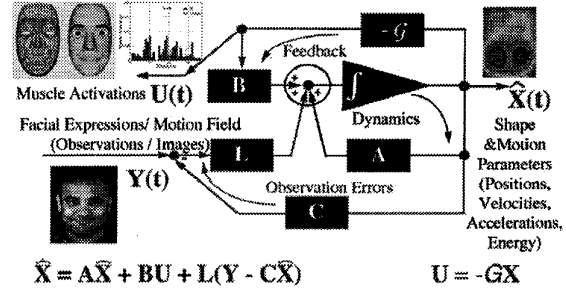 - G
Feedback
B
∫
X̂(t)
Muscle Activations U(t)
Dynamics
Shape
&Motion
Parameters
(Positions,
Velocities,
Accelerations,
Energy)
Facial Expressions/ Motion Field
(Observations / Images)
L
A
Y(t)
Observation Errors
C
X̂ = AX̂ + BU + L(Y - CX̂)
U = -GX